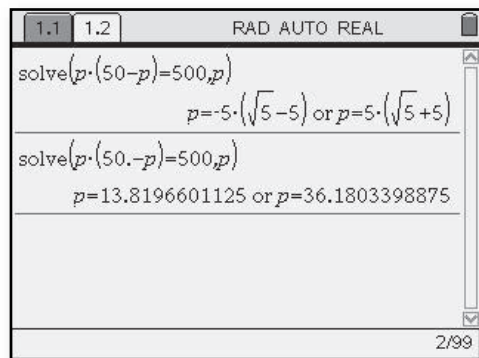 1.1 1.2 RAD AUTO REAL
solve(p·(50−p)=500,p)
p=-5·(√5−5) or p=5·(√5+5)
solve(p·(50.−p)=500,p)
p=13.8196601125 or p=36.1803398875
2/99